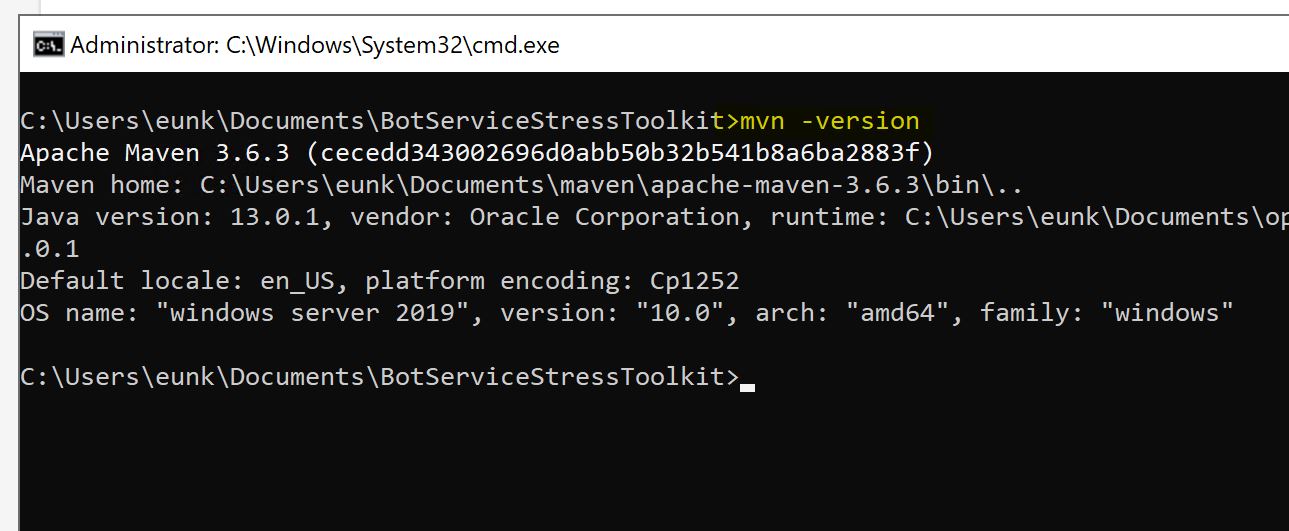 Administrator: C:\Windows\System32\cmd.exe
C:\Users\eunk\Documents\BotServiceStressToolkit>mvn -version
Apache Maven 3.6.3 (cecedd343002696d0abb50b32b541b8a6ba2883f)
Maven home: C:\Users\eunk\Documents\maven\apache-maven-3.6.3\bin\..
Java version: 13.0.1, vendor: Oracle Corporation, runtime: C:\Users\eunk\Documents\op
.0.1
Default locale: en_US, platform encoding: Cp1252
OS name: "windows server 2019", version: "10.0", arch: "amd64", family: "windows"
C:\Users\eunk\Documents\BotServiceStressToolkit>